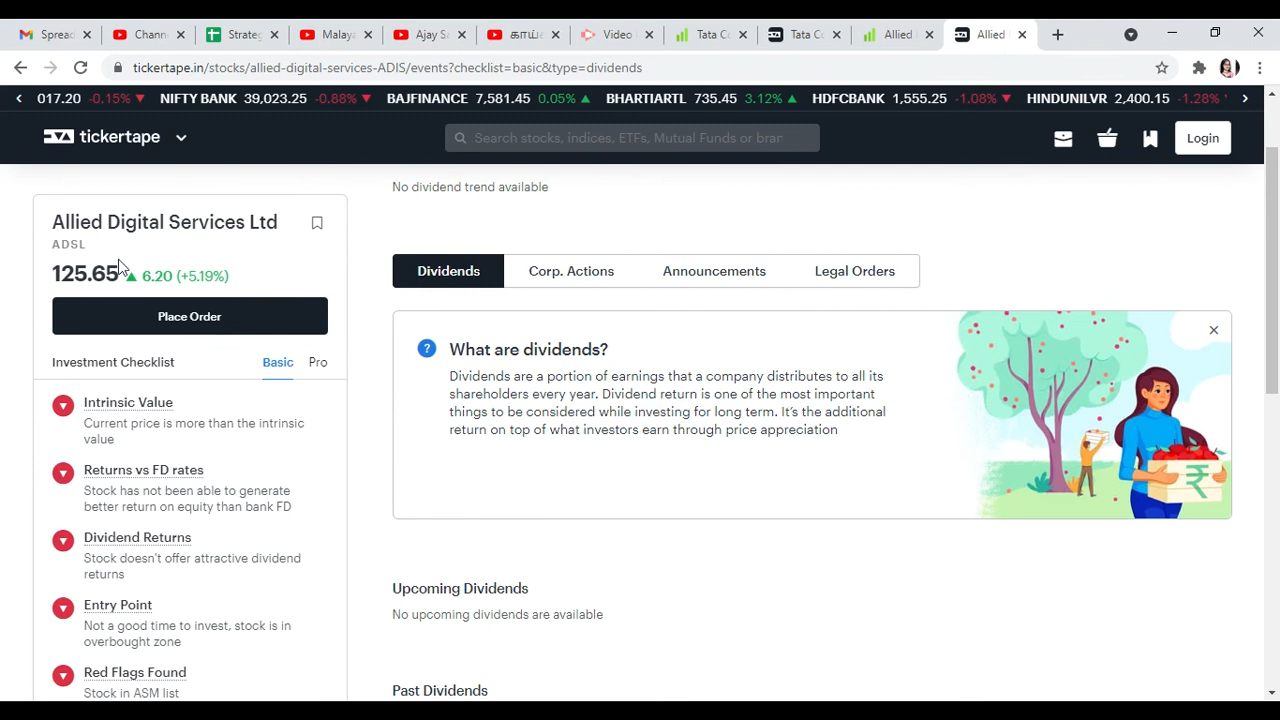 Spread
Chann
Strate
Malaya
Ajay Sa
காய்
Video
Tata Co
Tata Co
Allied
Allied
tickertape.in/stocks/allied-digital-services-ADIS/events?checklist=basic&type=dividends
017.20 -0.15% NIFTY BANK 39,023.25 -0.88% BAJFINANCE 7,581.45 0.05% BHARTIARTL 735.45 3.12% HDFCBANK 1,555.25 -1.08% HINDUNILVR 2,400.15 -1.28%
tickertape
Search stocks, indices, ETFs, Mutual Funds or bran
Login
Allied Digital Services Ltd
ADSL
125.65 ▲ 6.20 (+5.19%)
Place Order
Investment Checklist Basic Pro
Intrinsic Value
Current price is more than the intrinsic
value
Returns vs FD rates
Stock has not been able to generate
better return on equity than bank FD
Dividend Returns
Stock doesn't offer attractive dividend
returns
Entry Point
Not a good time to invest, stock is in
overbought zone
Red Flags Found
Stock in ASM list
No dividend trend available
Dividends Corp. Actions Announcements Legal Orders
? What are dividends?
Dividends are a portion of earnings that a company distributes to all its
shareholders every year. Dividend return is one of the most important
things to be considered while investing for long term. It's the additional
return on top of what investors earn through price appreciation
₹
Upcoming Dividends
No upcoming dividends are available
Past Dividends